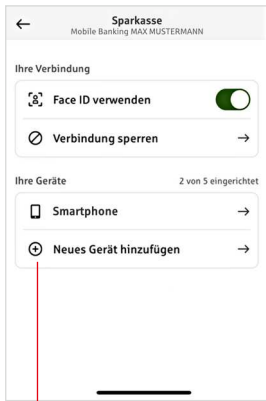 Sparkasse
Mobile Banking MAX MUSTERMANN
Ihre Verbindung
Face ID verwenden
Verbindung sperren
Ihre Geräte 2 von 5 eingerichtet
Smartphone
Neues Gerät hinzufügen